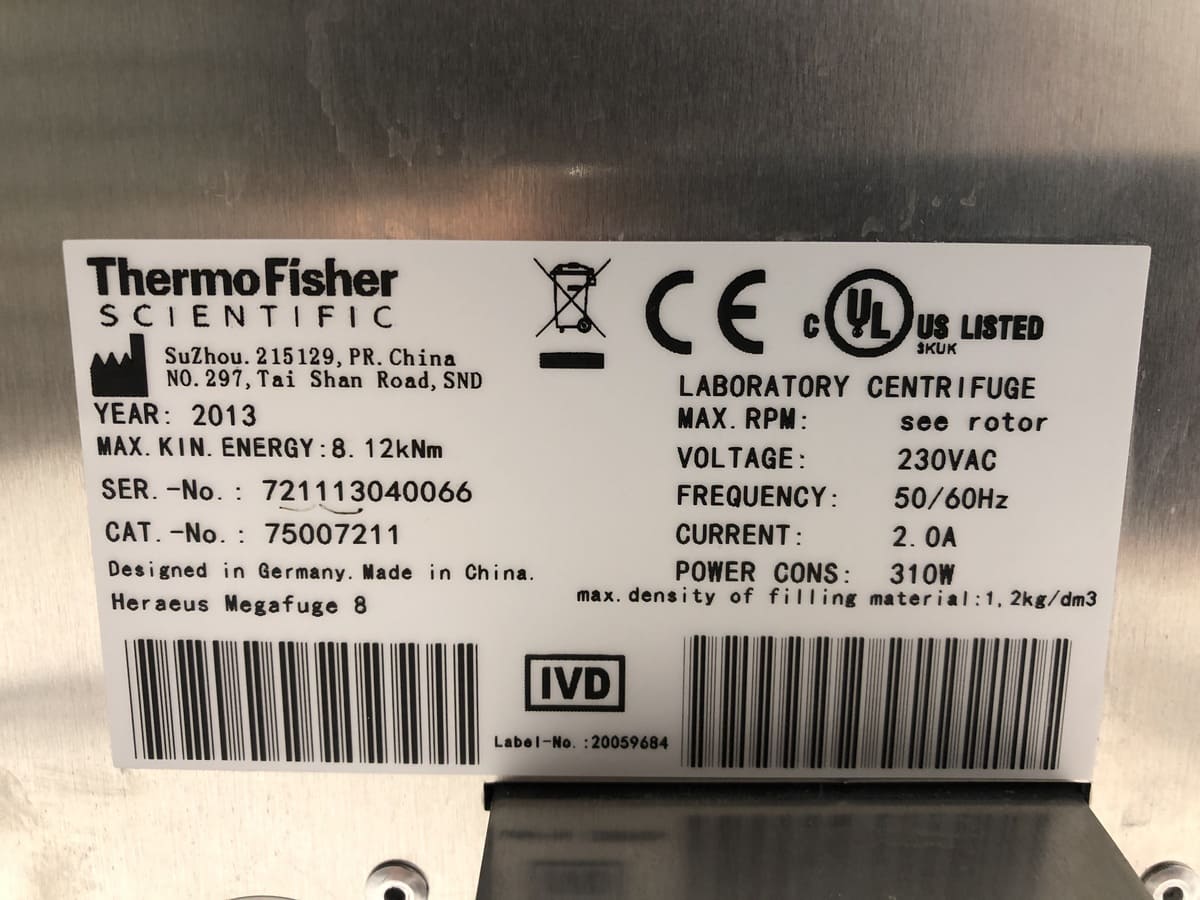 ThermoFisher
SCIENTIFIC
SuZhou. 215129, PR. China
NO. 297, Tai Shan Road, SND
YEAR: 2013
MAX. KIN. ENERGY:8. 12kNm
SER. -No. : 721113040066
CAT. -No. : 75007211
Designed in Germany. Made in China.
Heraeus Megafuge 8
CE
C UL US LISTED
3KUK
LABORATORY CENTRIFUGE
MAX. RPM: see rotor
VOLTAGE: 230VAC
FREQUENCY: 50/60Hz
CURRENT: 2. 0A
POWER CONS: 310W
max. density of filling material:1, 2kg/dm3
IVD
Label-No. :20059684